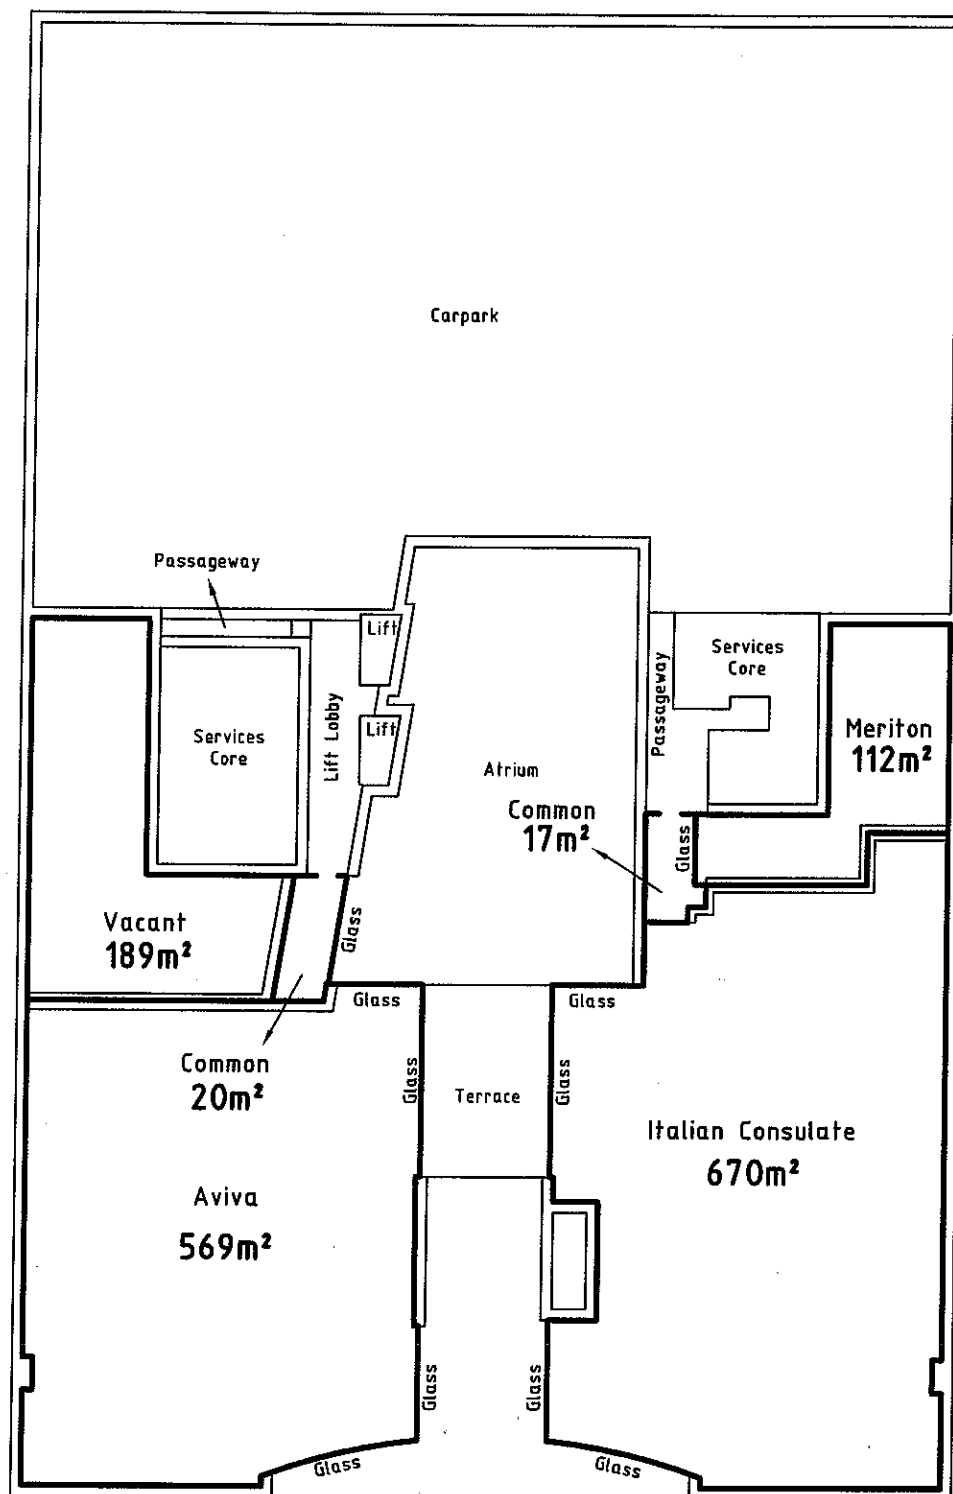 Carpark
Passageway
Lift
Services
Core
Lift Lobby
Lift
Atrium
Passageway
Services
Core
Meriton
112m²
Common
17m²
Glass
Vacant
189m²
Glass
Glass
Glass
Common
20m²
Glass
Terrace
Glass
Italian Consulate
670m²
Aviva
569m²
Glass
Glass
Glass
Glass